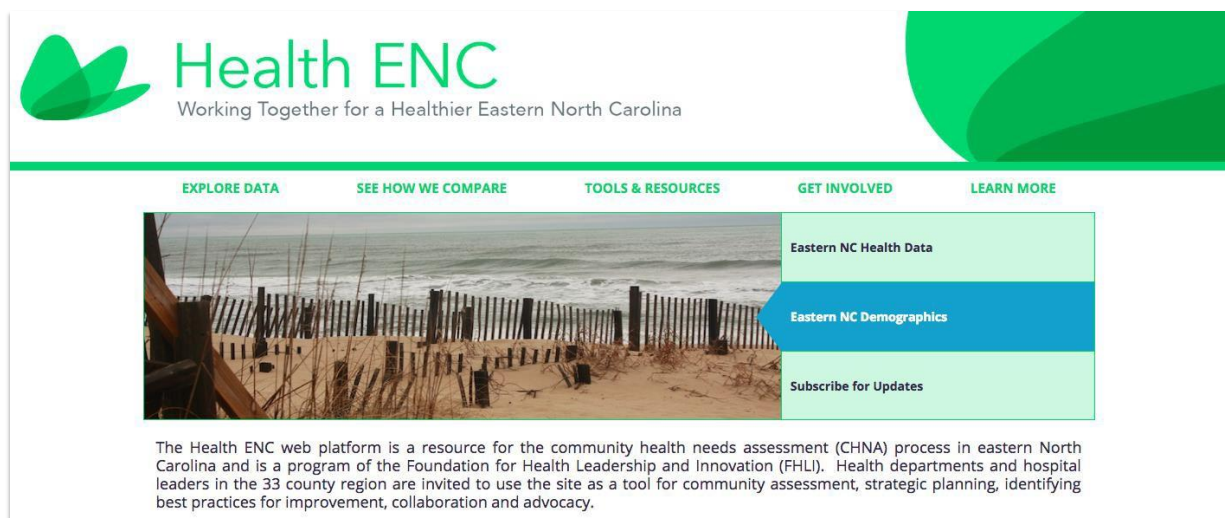 Health ENC
Working Together for a Healthier Eastern North Carolina
EXPLORE DATA SEE HOW WE COMPARE TOOLS & RESOURCES GET INVOLVED LEARN MORE
Eastern NC Health Data
Eastern NC Demographics
Subscribe for Updates
The Health ENC web platform is a resource for the community health needs assessment (CHNA) process in eastern North
Carolina and is a program of the Foundation for Health Leadership and Innovation (FHLI). Health departments and hospital
leaders in the 33 county region are invited to use the site as a tool for community assessment, strategic planning, identifying
best practices for improvement, collaboration and advocacy.